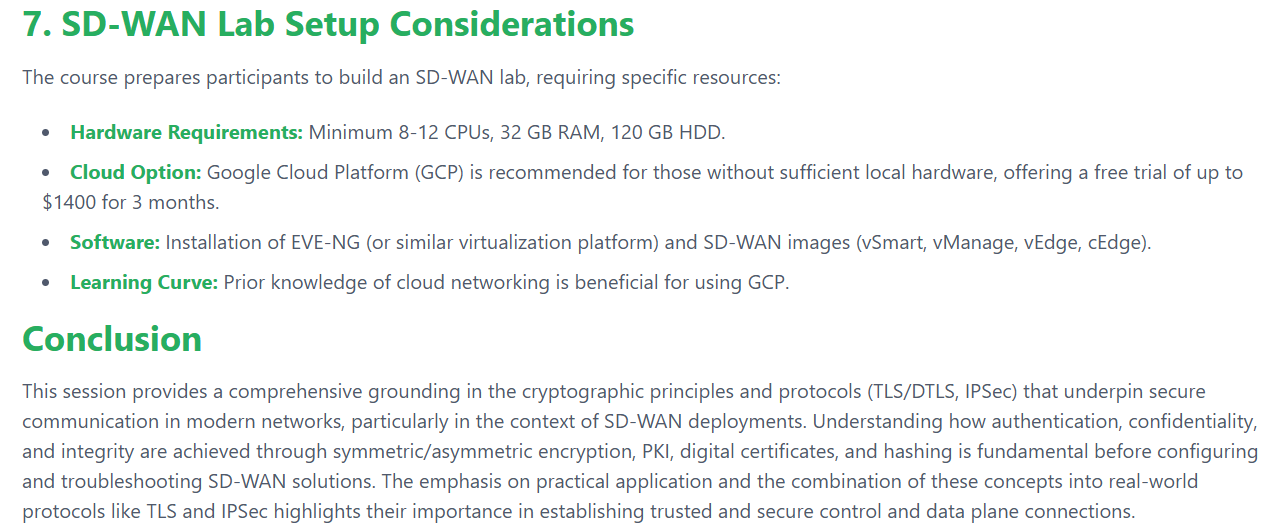 7. SD-WAN Lab Setup Considerations
The course prepares participants to build an SD-WAN lab, requiring specific resources:
• Hardware Requirements: Minimum 8-12 CPUs, 32 GB RAM, 120 GB HDD.
• Cloud Option: Google Cloud Platform (GCP) is recommended for those without sufficient local hardware, offering a free trial of up to
$1400 for 3 months.
• Software: Installation of EVE-NG (or similar virtualization platform) and SD-WAN images (vSmart, vManage, vEdge, cEdge).
• Learning Curve: Prior knowledge of cloud networking is beneficial for using GCP.
Conclusion
This session provides a comprehensive grounding in the cryptographic principles and protocols (TLS/DTLS, IPSec) that underpin secure
communication in modern networks, particularly in the context of SD-WAN deployments. Understanding how authentication, confidentiality,
and integrity are achieved through symmetric/asymmetric encryption, PKI, digital certificates, and hashing is fundamental before configuring
and troubleshooting SD-WAN solutions. The emphasis on practical application and the combination of these concepts into real-world
protocols like TLS and IPSec highlights their importance in establishing trusted and secure control and data plane connections.